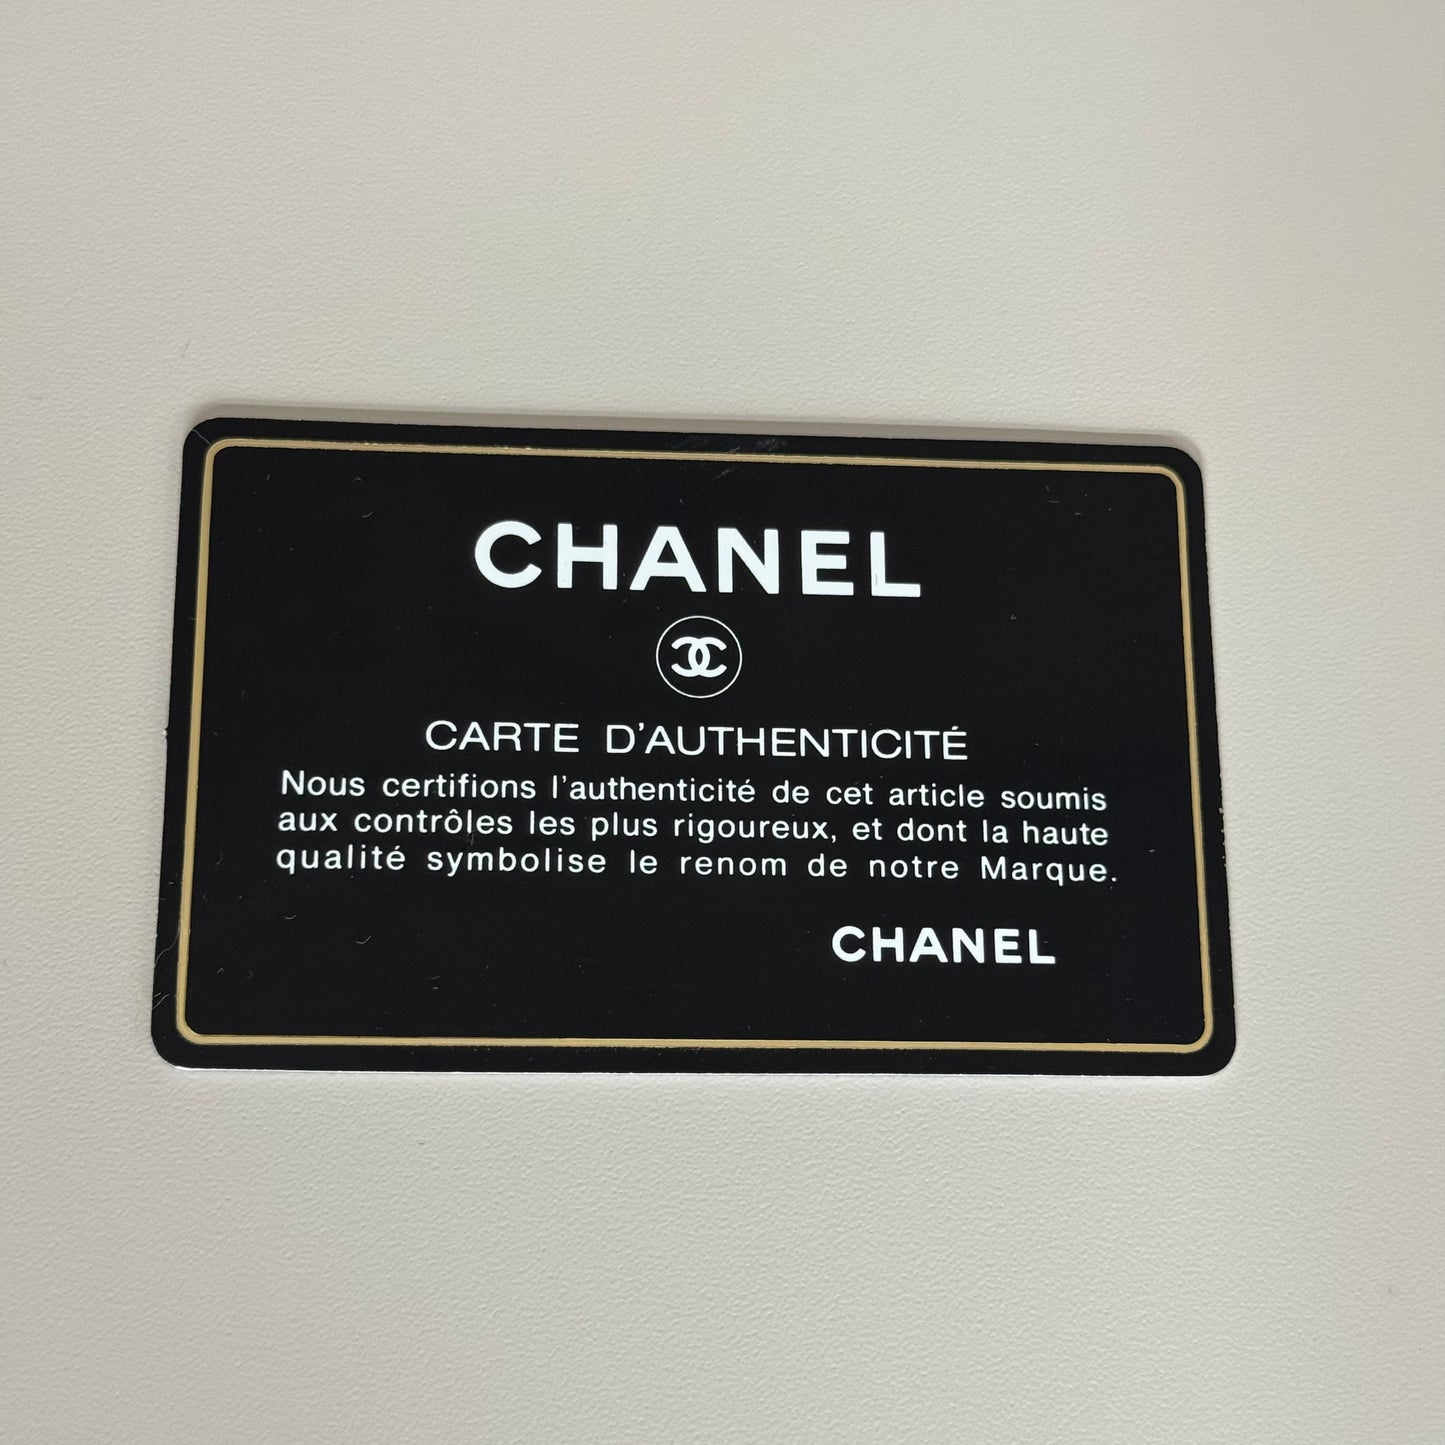 CHANEL
CARTE D'AUTHENTICITÉ
Nous certifions l'authenticité de cet article soumis
aux contrôles les plus rigoureux, et dont la haute
qualité symbolise le renom de notre Marque.
CHANEL